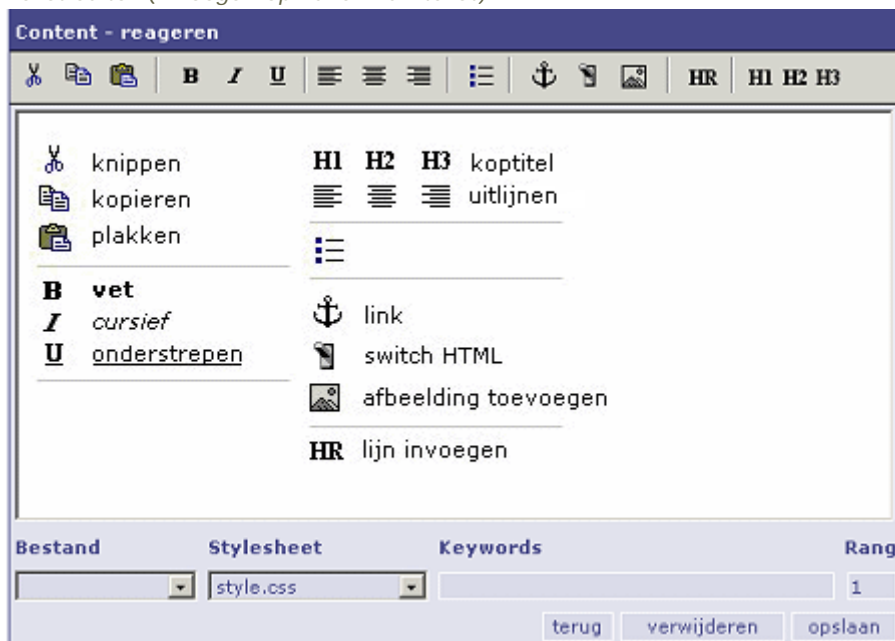 Content - reageren
B I U HR H1 H2 H3
knippen
kopieren
plakken
B vet
I cursief
U onderstrepen
H1 H2 H3 koptitel
uitlijnen
link
switch HTML
afbeelding toevoegen
HR lijn invoegen
Bestand Stylesheet Keywords Rang
style.css 1
terug verwijderen opslaan